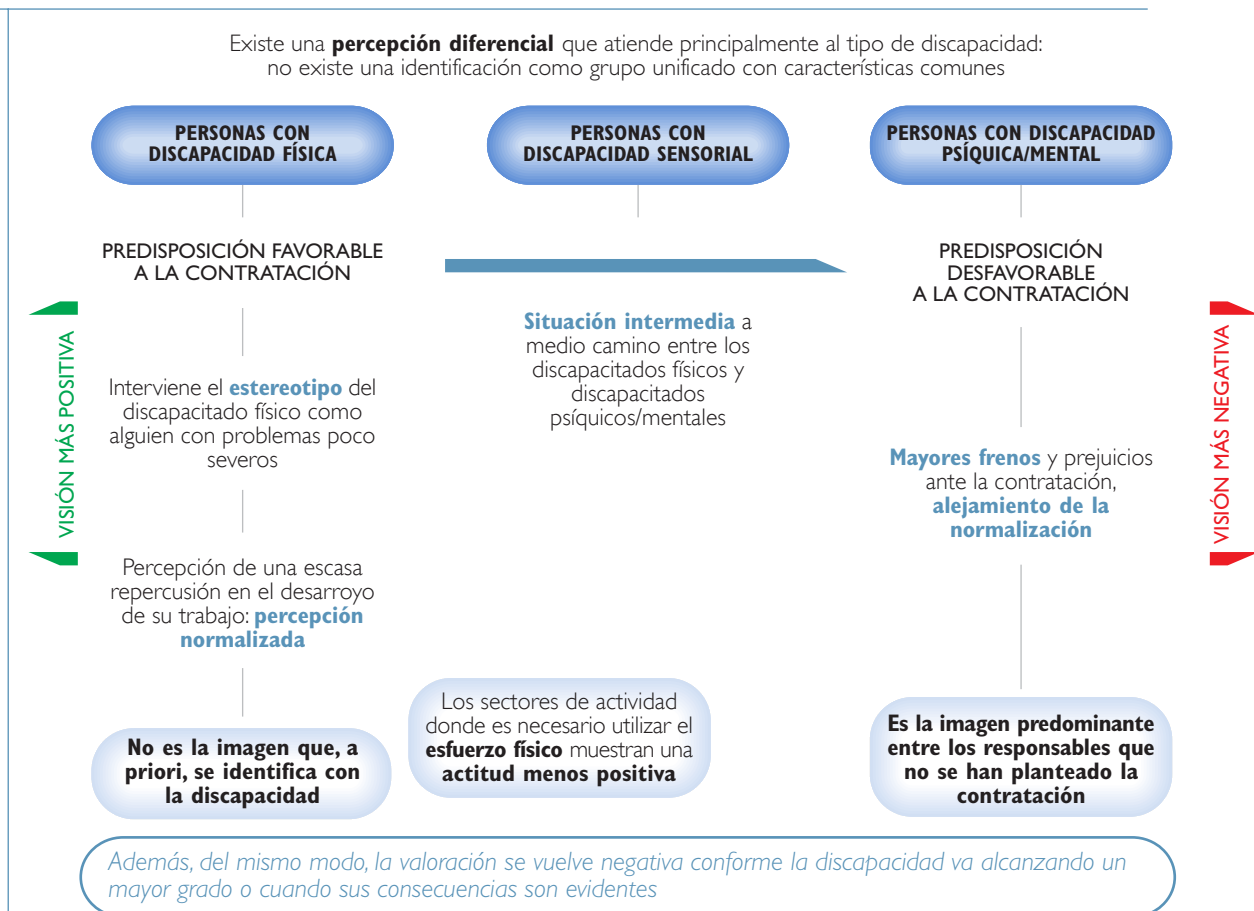 Existe una percepción diferencial que atiende principalmente al tipo de discapacidad:
no existe una identificación como grupo unificado con características comunes
PERSONAS CON
DISCAPACIDAD FÍSICA
PERSONAS CON
DISCAPACIDAD SENSORIAL
PERSONAS CON DISCAPACIDAD
PSÍQUICA/MENTAL
VISIÓN MÁS POSITIVA
PREDISPOSICIÓN FAVORABLE
A LA CONTRATACIÓN
Interviene el estereotipo del
discapacitado físico como
alguien con problemas poco
severos
Percepción de una escasa
repercusión en el desarroyo
de su trabajo: percepción
normalizada
No es la imagen que, a
priori, se identifica con
la discapacidad
Situación intermedia a
medio camino entre los
discapacitados físicos y
discapacitados
psíquicos/mentales
Los sectores de actividad
donde es necesario utilizar el
esfuerzo físico muestran una
actitud menos positiva
PREDISPOSICIÓN
DESFAVORABLE
A LA CONTRATACIÓN
Mayores frenos y prejuicios
ante la contratación,
alejamiento de la
normalización
Es la imagen predominante
entre los responsables que
no se han planteado la
contratación
VISIÓN MÁS NEGATIVA
Además, del mismo modo, la valoración se vuelve negativa conforme la discapacidad va alcanzando un
mayor grado o cuando sus consecuencias son evidentes